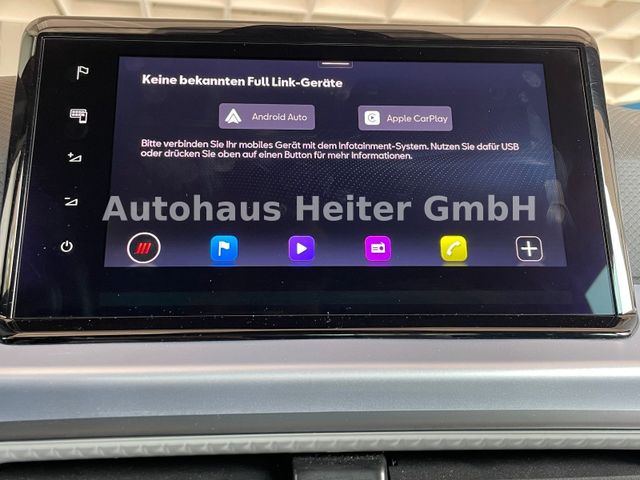 Keine bekannten Full Link-Geräte
Android Auto
Apple CarPlay
Bitte verbinden Sie Ihr mobiles Gerät mit dem Infotainment-System. Nutzen Sie dafür USB
oder drücken Sie oben auf einen Button für mehr Informationen.
Autohaus Heiter GmbH